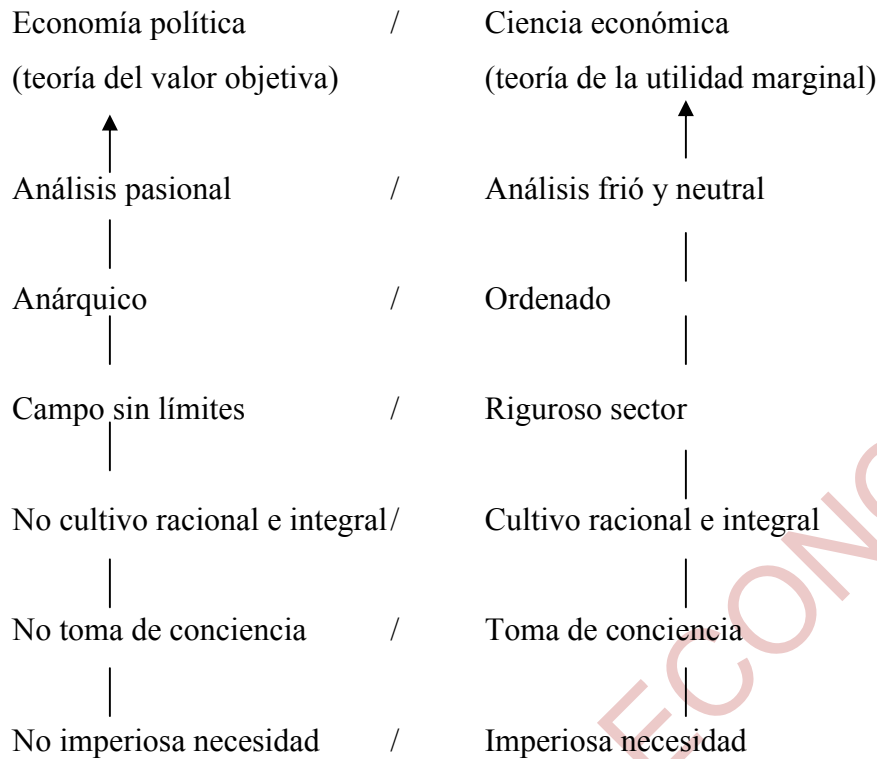 Economía política / Ciencia económica
(teoría del valor objetiva) (teoría de la utilidad marginal)
Análisis pasional / Análisis frió y neutral
Anárquico / Ordenado
Campo sin límites / Riguroso sector
No cultivo racional e integral/ Cultivo racional e integral
No toma de conciencia / Toma de conciencia
No imperiosa necesidad / Imperiosa necesidad